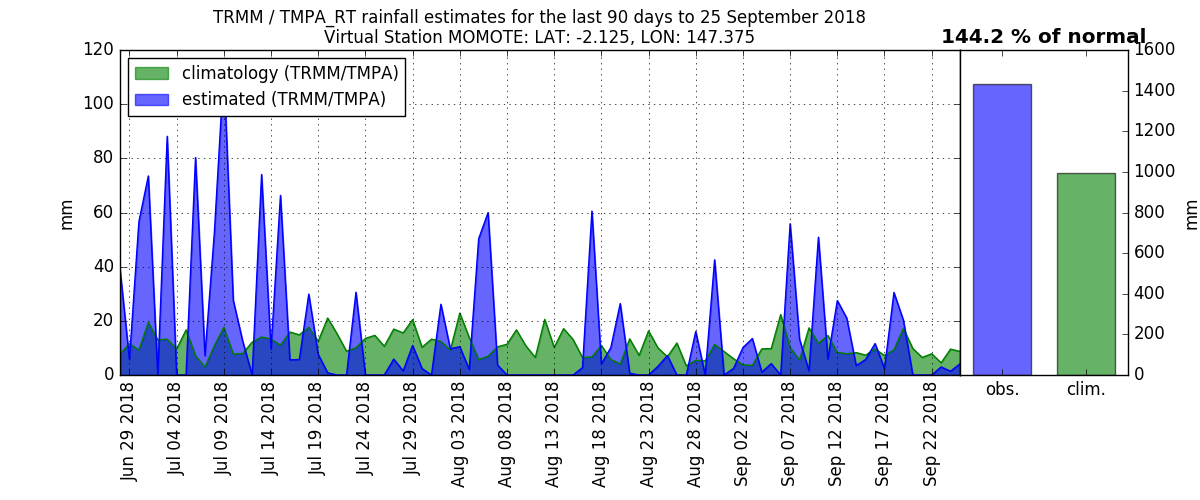 TRMM / TMPA_RT rainfall estimates for the last 90 days to 25 September 2018
Virtual Station MOMOTE: LAT: -2.125, LON: 147.375
144.2 % of normal
climatology (TRMM/TMPA)
estimated (TRMM/TMPA)
mm
120
100
80
60
40
20
0
Jun 29 2018
Jul 04 2018
Jul 09 2018
Jul 14 2018
Jul 19 2018
Jul 24 2018
Jul 29 2018
Aug 03 2018
Aug 08 2018
Aug 13 2018
Aug 18 2018
Aug 23 2018
Aug 28 2018
Sep 02 2018
Sep 07 2018
Sep 12 2018
Sep 17 2018
Sep 22 2018
1600
1400
1200
1000
800
600
400
200
0
mm
obs.
clim.